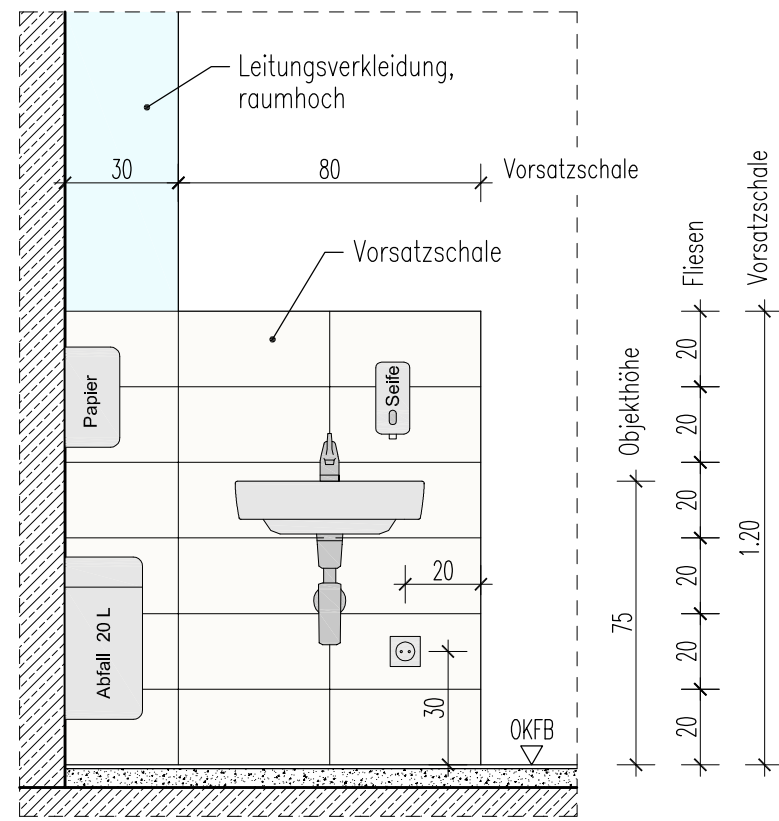 Leitungsverkleidung,
raumhoch
30
80
Vorsatzschale
Vorsatzschale
Papier
Seife
Abfall 20 L
20
30
OKFB
Objekthöhe
75
Fliesen
20
20
20
20
20
20
Vorsatzschale
1.20